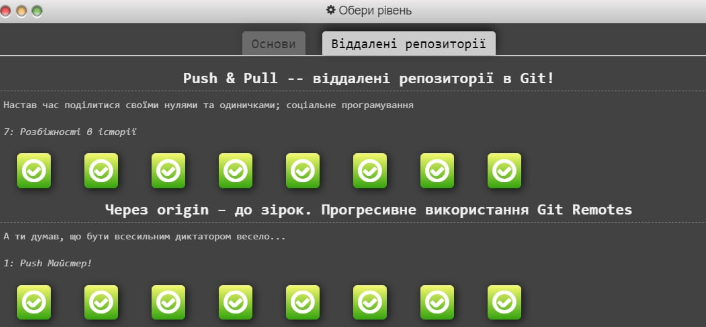 Обери рівень
Основи
Віддалені репозиторії
Push & Pull -- віддалені репозиторії в Git!
Настав час поділитися своїми нулями та одиничками; соціальне програмування
7: Розбіжності в історії
Через origin – до зірок. Прогресивне використання Git Remotes
А ти думав, що бути всесильним диктатором весело...
1: Push Майстер!